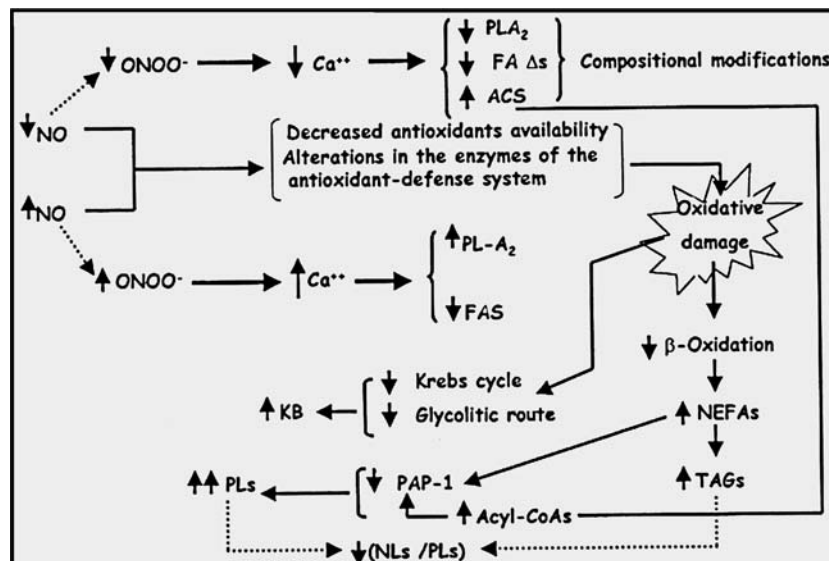 ↓ PLA₂
↓ ONOO⁻ → ↓ Ca⁺⁺ → ↓ FA Δs Compositional modifications
↑ ACS
↓NO
Decreased antioxidants availability
Alterations in the enzymes of the
antioxidant-defense system
↑NO
Oxidative
damage
↑PL-A₂
↑ ONOO⁻ → ↑Ca⁺⁺ →
↓FAS
↓ β-Oxidation
↓ Krebs cycle
↑ KB ← ↓ Glycolitic route
↑ NEFAs
↑↑ PLs ← ↓ PAP-1
↑ TAGs
↑ Acyl-CoAs
↓(NLs /PLs)